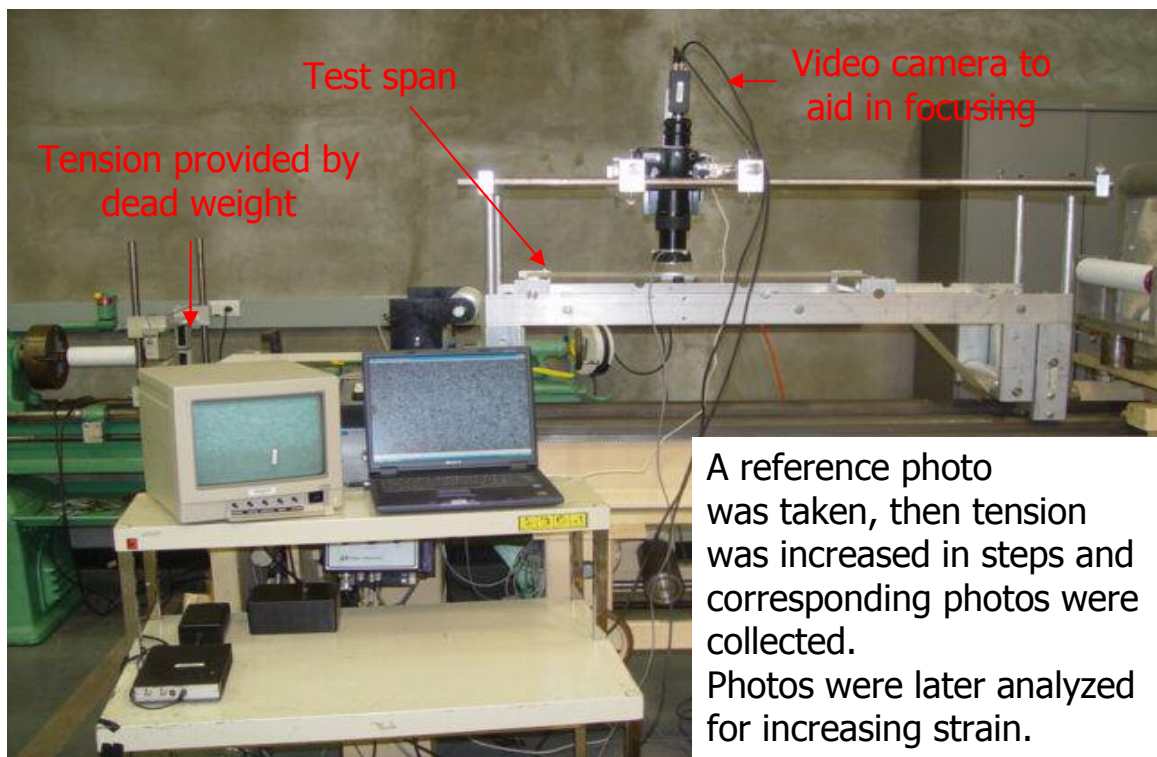 Test span
Video camera to
aid in focusing
Tension provided by
dead weight
A reference photo
was taken, then tension
was increased in steps and
corresponding photos were
collected.
Photos were later analyzed
for increasing strain.